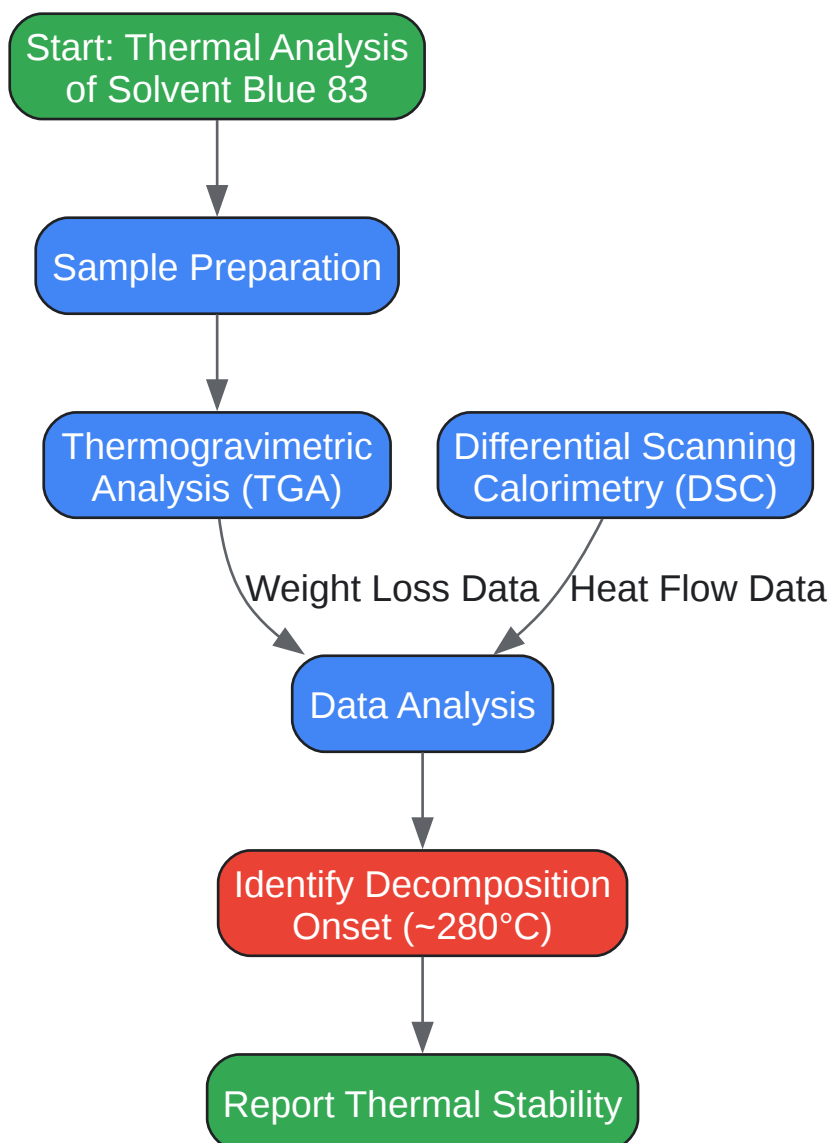 Start: Thermal Analysis
of Solvent Blue 83
Sample Preparation
Thermogravimetric
Analysis (TGA)
Differential Scanning
Calorimetry (DSC)
Weight Loss Data
Heat Flow Data
Data Analysis
Identify Decomposition
Onset (~280°C)
Report Thermal Stability